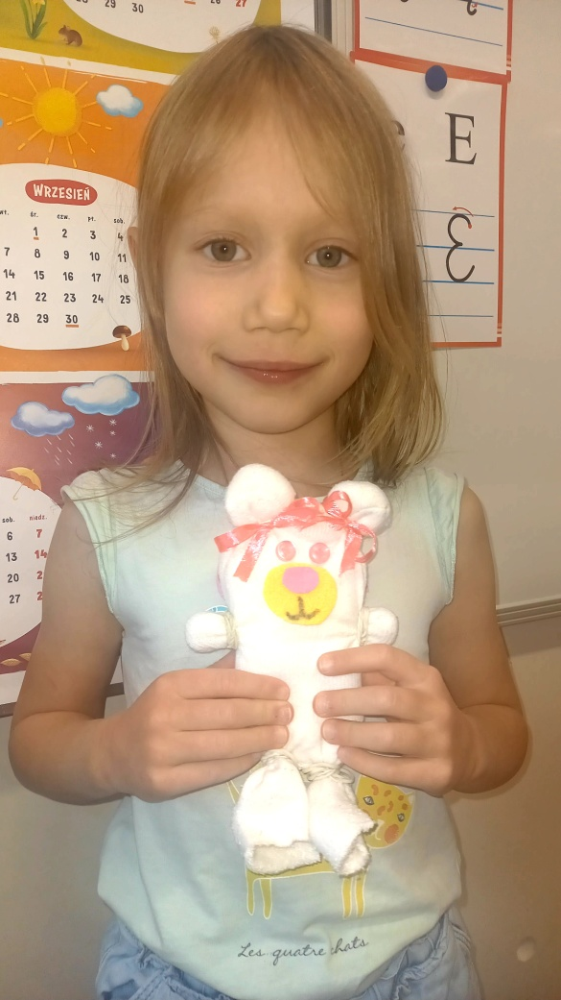 28 29 30
26 27
WRZESIEŃ
wt. śr. czw. pt. sob.
1 2 3 4
7 8 9 10 11
14 15 16 17 18
21 22 23 24 25
28 29 30
sob. niedz.
6 7
13 14
20
27
E
Ɛ
Les quatre chats